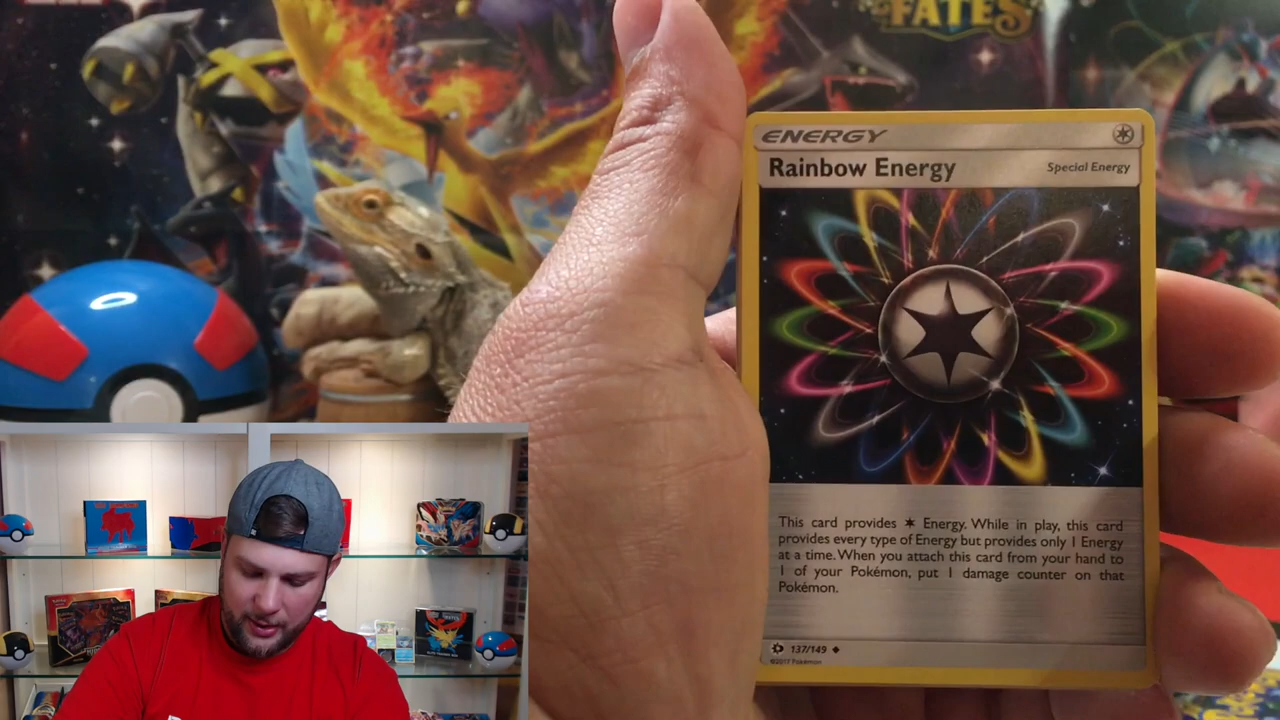 FATES
ENERGY
Rainbow Energy
Special Energy
This card provides ✶ Energy. While in play, this card
provides every type of Energy but provides only 1 Energy
at a time. When you attach this card from your hand to
1 of your Pokémon, put 1 damage counter on that
Pokémon.
137/149 ◆
©2017 Pokémon